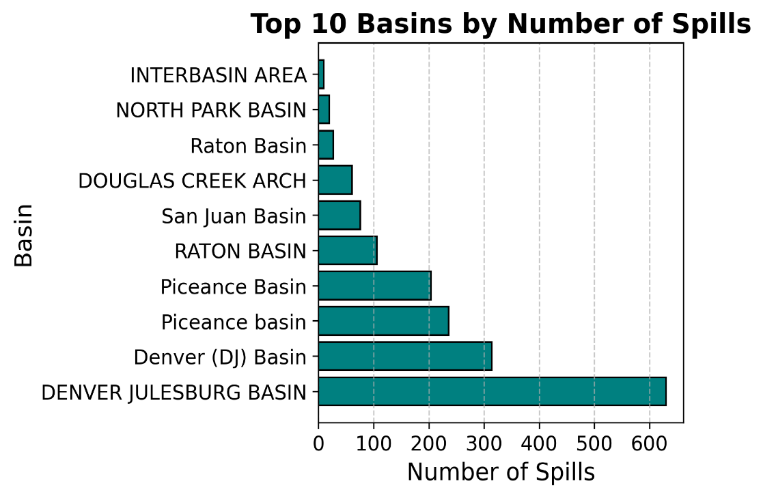 Top 10 Basins by Number of Spills
INTERBASIN AREA
NORTH PARK BASIN
Raton Basin
DOUGLAS CREEK ARCH
San Juan Basin
RATON BASIN
Piceance Basin
Piceance basin
Denver (DJ) Basin
DENVER JULESBURG BASIN
Basin
0 100 200 300 400 500 600
Number of Spills